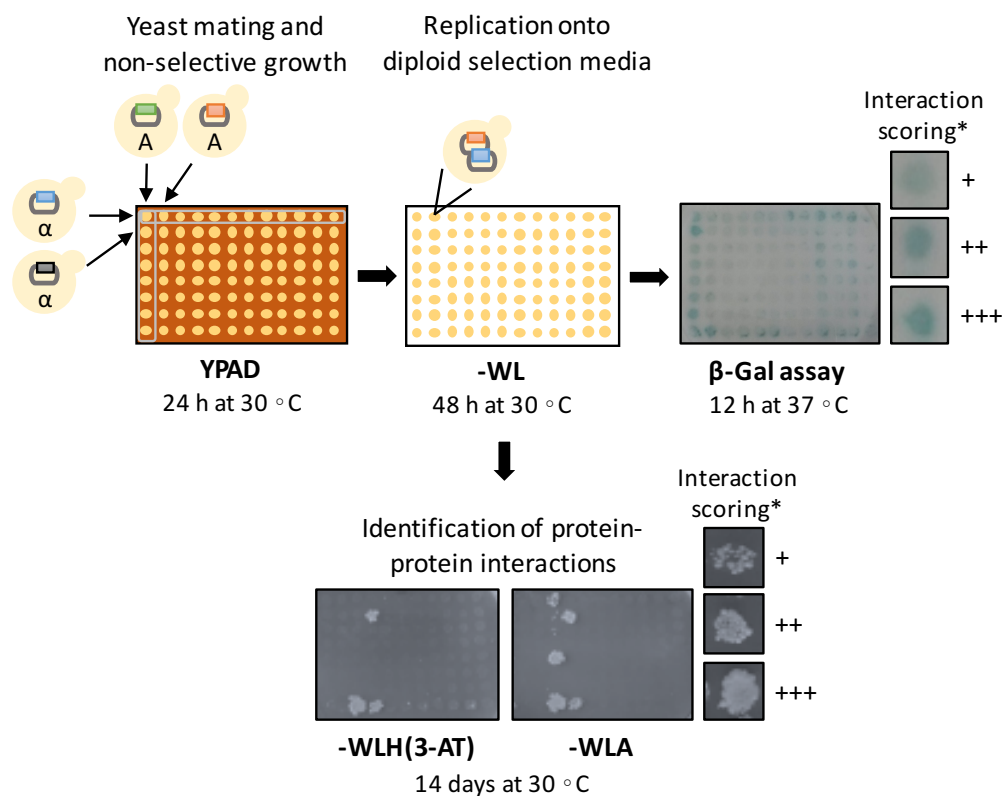 Yeast mating and
non-selective growth
Replication onto
diploid selection media
Interaction
scoring*
A
A
α
α
+
++
+++
YPAD
24 h at 30 °C
-WL
48 h at 30 °C
β-Gal assay
12 h at 37 °C
Identification of protein-
protein interactions
Interaction
scoring*
+
++
+++
-WLH(3-AT)
-WLA
14 days at 30 °C